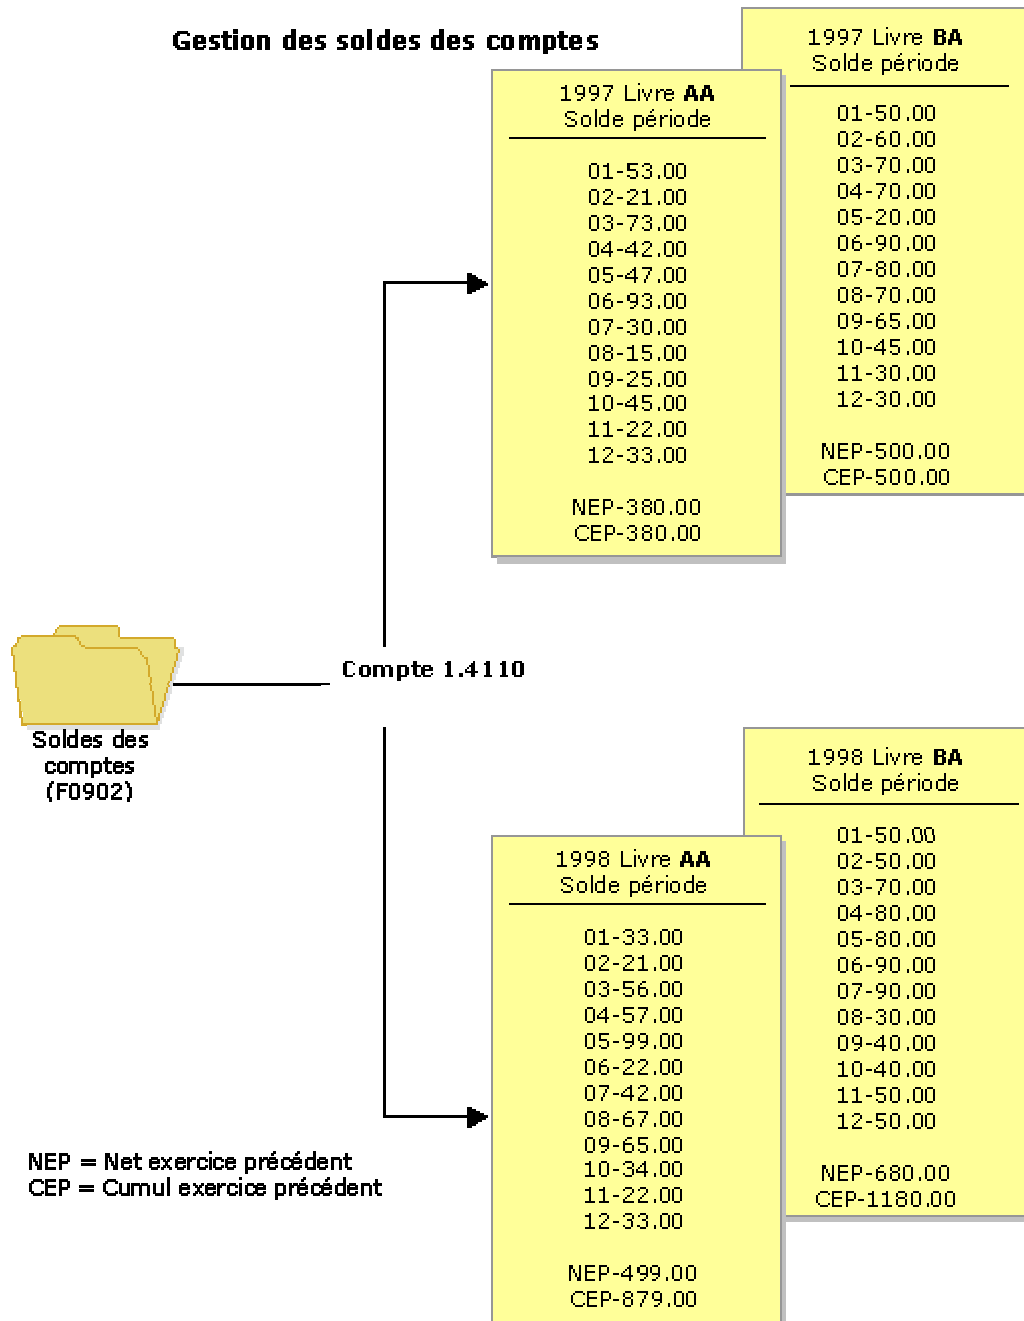 Gestion des soldes des comptes
1997 Livre BA
Solde période
01-50.00
02-60.00
03-70.00
04-70.00
05-20.00
06-90.00
07-80.00
08-70.00
09-65.00
10-45.00
11-30.00
12-30.00
NEP-500.00
CEP-500.00
1997 Livre AA
Solde période
01-53.00
02-21.00
03-73.00
04-42.00
05-47.00
06-93.00
07-30.00
08-15.00
09-25.00
10-45.00
11-22.00
12-33.00
NEP-380.00
CEP-380.00
Compte 1.4110
Soldes des
comptes
(F0902)
1998 Livre BA
Solde période
01-50.00
02-50.00
03-70.00
04-80.00
05-80.00
06-90.00
07-90.00
08-30.00
09-40.00
10-40.00
11-50.00
12-50.00
NEP-680.00
CEP-1180.00
1998 Livre AA
Solde période
01-33.00
02-21.00
03-56.00
04-57.00
05-99.00
06-22.00
07-42.00
08-67.00
09-65.00
10-34.00
11-22.00
12-33.00
NEP-499.00
CEP-879.00
NEP = Net exercice précédent
CEP = Cumul exercice précédent